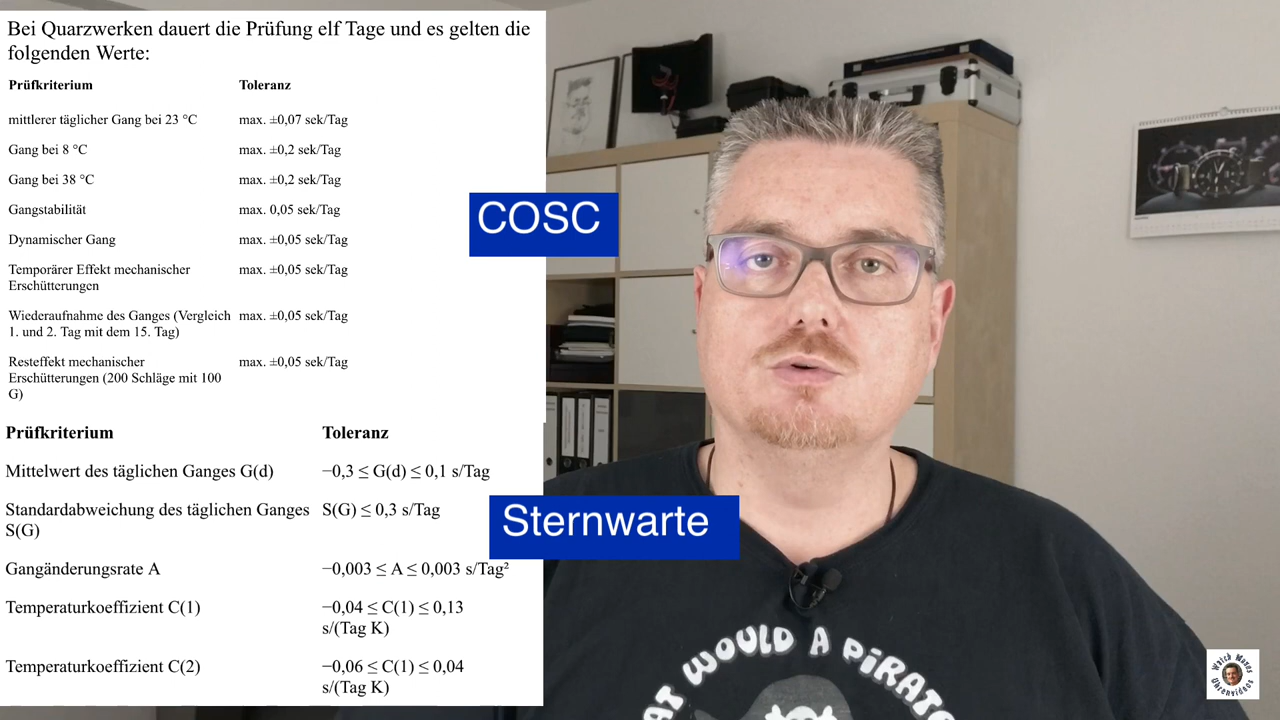 Bei Quarzwerken dauert die Prüfung elf Tage und es gelten die
folgenden Werte:
Prüfkriterium Toleranz
mittlerer täglicher Gang bei 23 °C max. ±0,07 sek/Tag
Gang bei 8 °C max. ±0,2 sek/Tag
Gang bei 38 °C max. ±0,2 sek/Tag
Gangstabilität max. 0,05 sek/Tag
Dynamischer Gang max. ±0,05 sek/Tag
Temporärer Effekt mechanischer max. ±0,05 sek/Tag
Erschütterungen
Wiederaufnahme des Ganges (Vergleich max. ±0,05 sek/Tag
1. und 2. Tag mit dem 15. Tag)
Resteffekt mechanischer max. ±0,05 sek/Tag
Erschütterungen (200 Schläge mit 100
G)
COSC
Prüfkriterium Toleranz
Mittelwert des täglichen Ganges G(d) −0,3 ≤ G(d) ≤ 0,1 s/Tag
Standardabweichung des täglichen Ganges S(G) ≤ 0,3 s/Tag
S(G)
Gangänderungsrate A −0,003 ≤ A ≤ 0,003 s/Tag²
Temperaturkoeffizient C(1) −0,04 ≤ C(1) ≤ 0,13
s/(Tag K)
Temperaturkoeffizient C(2) −0,06 ≤ C(1) ≤ 0,04
s/(Tag K)
Sternwarte
AT WOULD A PiRATE
Watch Mozos
Uhrenvideos